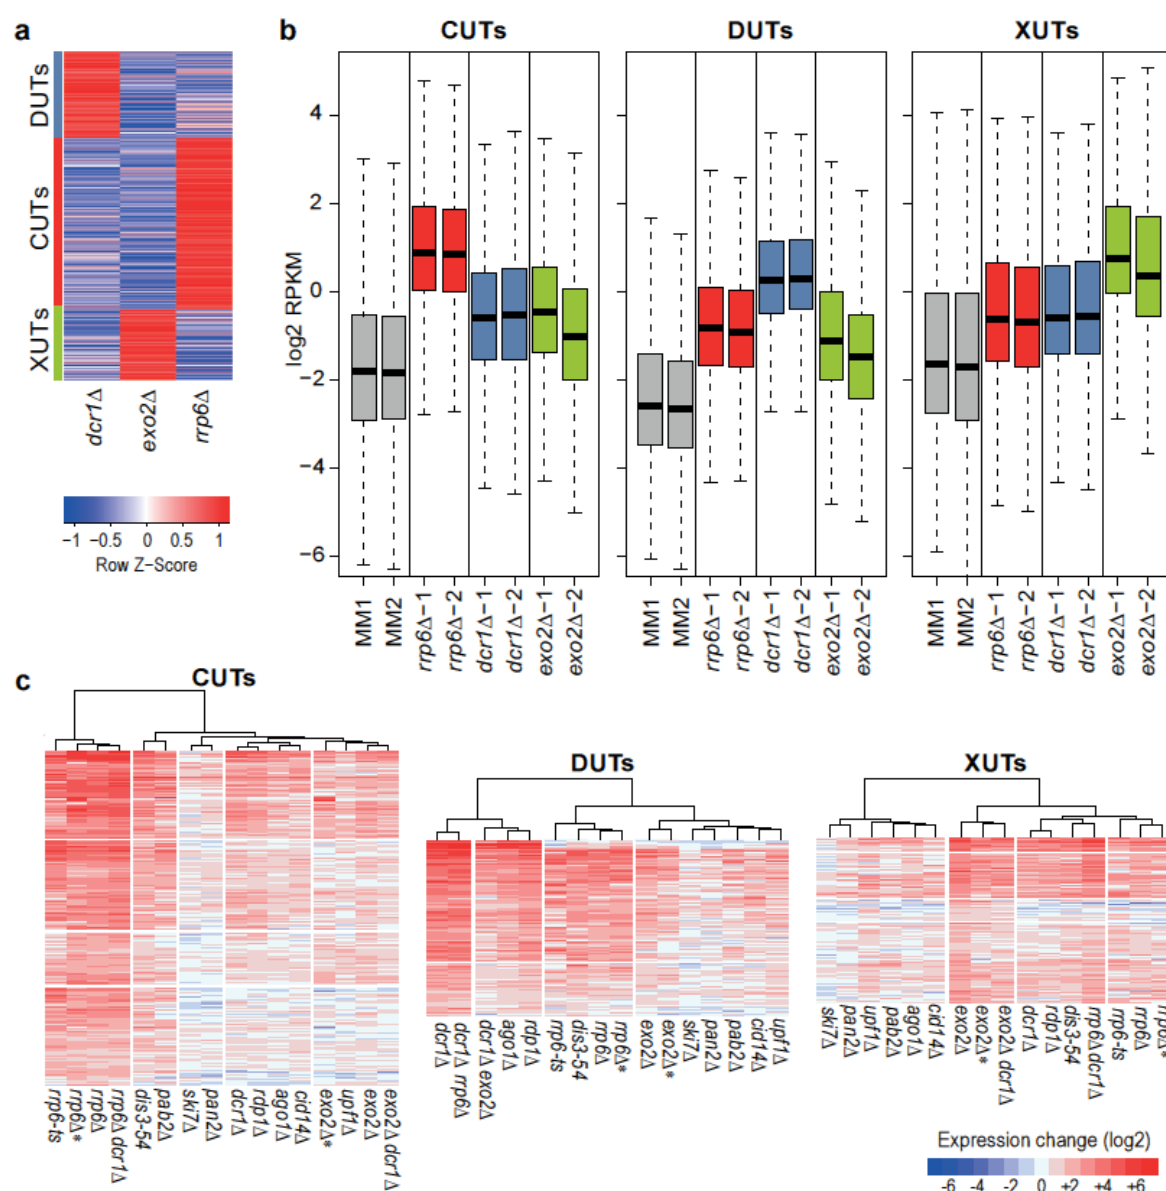 a
DUTs
CUTs
XUTs
dcr1Δ
exo2Δ
rrp6Δ
−1 −0.5 0 0.5 1
Row Z−Score
b
CUTs
DUTs
XUTs
log2 RPKM
4
2
0
−2
−4
−6
MM1
MM2
rrp6Δ−1
rrp6Δ−2
dcr1Δ−1
dcr1Δ−2
exo2Δ−1
exo2Δ−2
MM1
MM2
rrp6Δ−1
rrp6Δ−2
dcr1Δ−1
dcr1Δ−2
exo2Δ−1
exo2Δ−2
MM1
MM2
rrp6Δ−1
rrp6Δ−2
dcr1Δ−1
dcr1Δ−2
exo2Δ−1
exo2Δ−2
c
CUTs
rrp6-ts
rrp6Δ*
rrp6Δ
rrp6Δ dcr1Δ
dis3-54
pab2Δ
ski7Δ
pan2Δ
dcr1Δ
rdp1Δ
ago1Δ
cid14Δ
exo2Δ*
upf1Δ
exo2Δ
exo2Δ dcr1Δ
DUTs
dcr1Δ
dcr1Δ rrp6Δ
dcr1Δ exo2Δ
ago1Δ
rdp1Δ
rrp6-ts
dis3-54
rrp6Δ
rrp6Δ*
exo2Δ
exo2Δ*
ski7Δ
pan2Δ
pab2Δ
cid14Δ
upf1Δ
XUTs
ski7Δ
pan2Δ
upf1Δ
pab2Δ
ago1Δ
cid14Δ
exo2Δ
exo2Δ*
exo2Δ dcr1Δ
dcr1Δ
rdp1Δ
dis3-54
rrp6Δ dcr1Δ
rrp6-ts
rrp6Δ
rrp6Δ*
Expression change (log2)
-6 -4 -2 0 +2 +4 +6